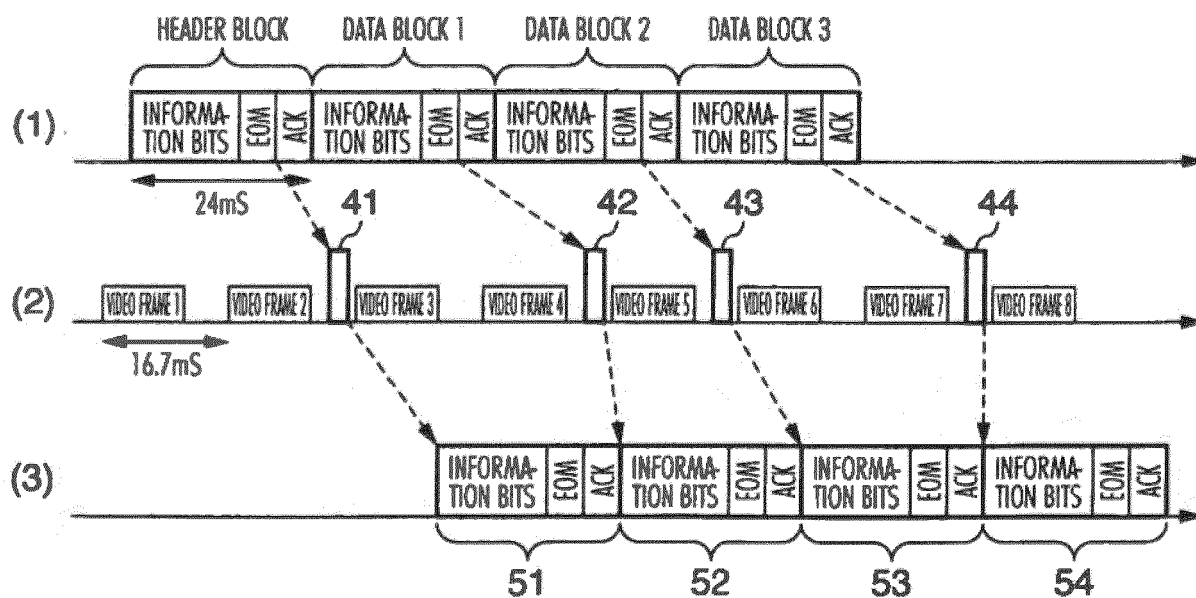 HEADER BLOCK DATA BLOCK 1 DATA BLOCK 2 DATA BLOCK 3
(1) INFORMA-TION BITS EOM ACK INFORMA-TION BITS EOM ACK INFORMA-TION BITS EOM ACK INFORMA-TION BITS EOM ACK
24mS 41 42 43 44
(2) VIDEO FRAME 1 VIDEO FRAME 2 VIDEO FRAME 3 VIDEO FRAME 4 VIDEO FRAME 5 VIDEO FRAME 6 VIDEO FRAME 7 VIDEO FRAME 8
16.7mS
(3) INFORMA-TION BITS EOM ACK INFORMA-TION BITS EOM ACK INFORMA-TION BITS EOM ACK INFORMA-TION BITS EOM ACK
51 52 53 54